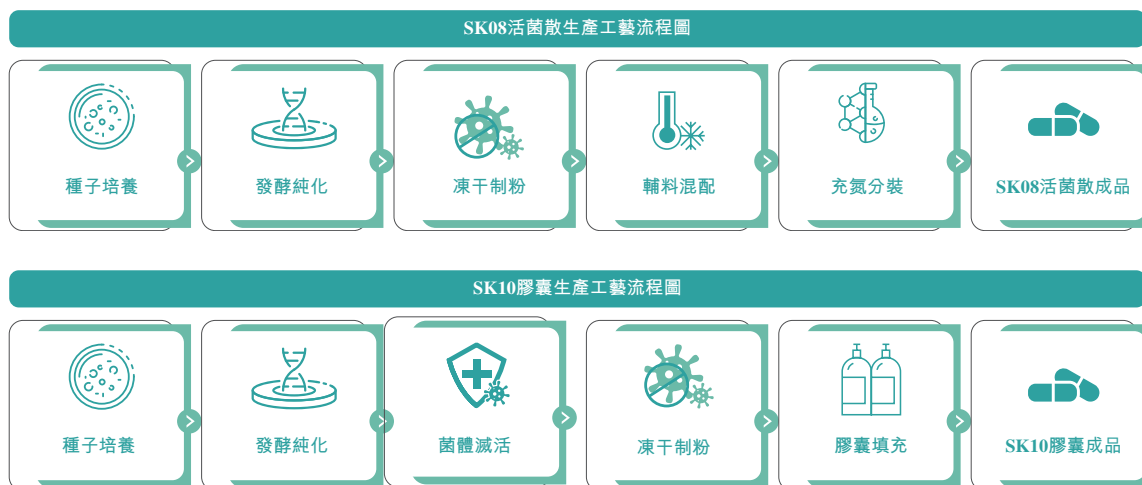 SK08活菌散生產工藝流程圖
種子培養
發酵純化
凍干制粉
輔料混配
充氮分裝
SK08活菌散成品
SK10膠囊生產工藝流程圖
種子培養
發酵純化
菌體滅活
凍干制粉
膠囊填充
SK10膠囊成品